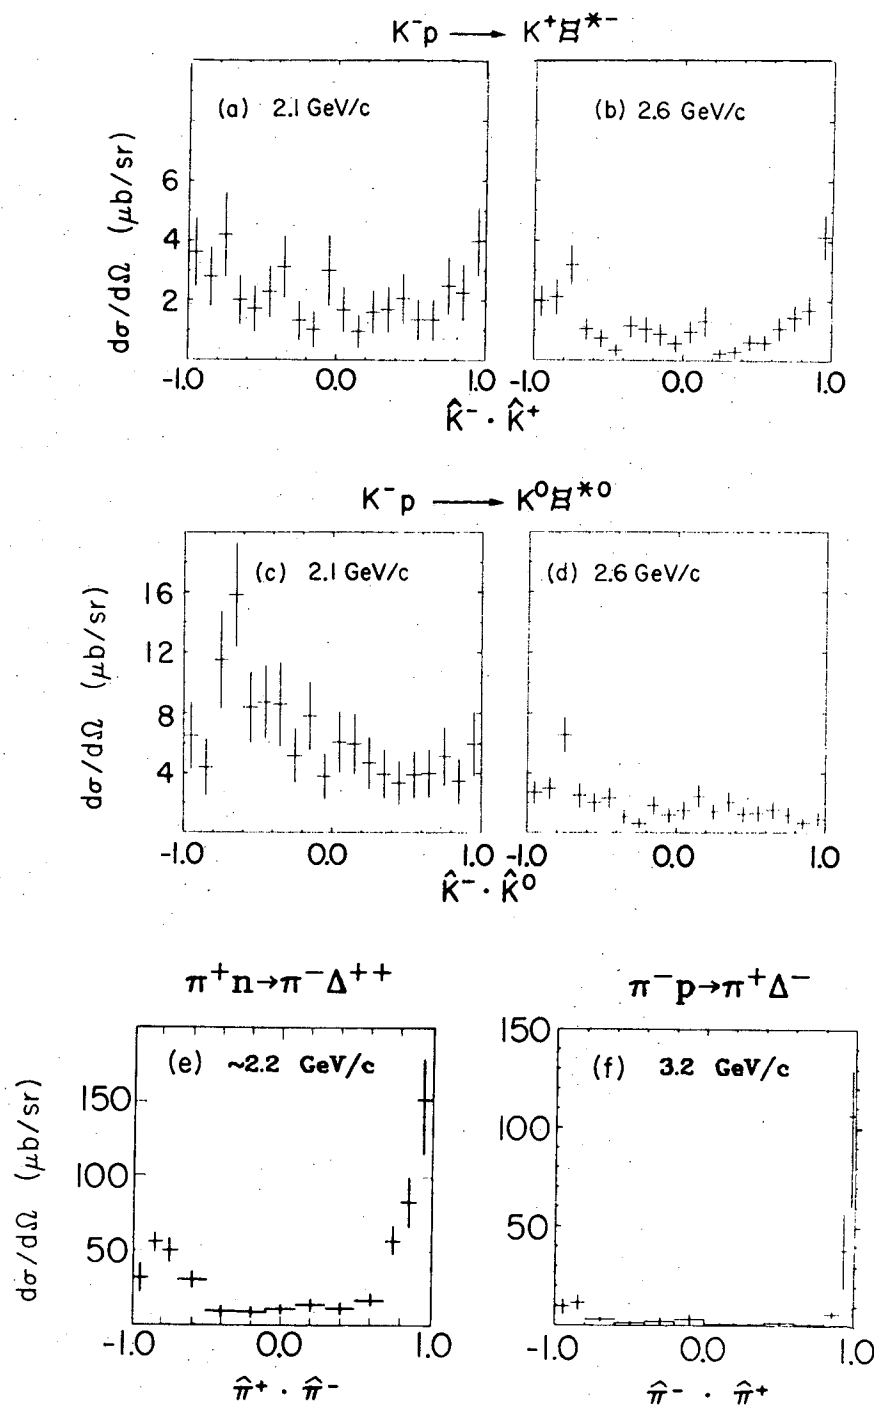 K⁻p ⟶ K⁺Ξ*⁻
(a) 2.1 GeV/c
(b) 2.6 GeV/c
dσ/dΩ (μb/sr)
6
4
2
-1.0 0.0 1.0
-1.0 0.0 1.0
K̂⁻ · K̂⁺
K⁻p ⟶ K⁰Ξ*⁰
(c) 2.1 GeV/c
(d) 2.6 GeV/c
dσ/dΩ (μb/sr)
16
12
8
4
-1.0 0.0 1.0
-1.0 0.0 1.0
K̂⁻ · K̂⁰
π⁺n→π⁻Δ⁺⁺
π⁻p→π⁺Δ⁻
(e) ~2.2 GeV/c
(f) 3.2 GeV/c
dσ/dΩ (μb/sr)
150
100
50
150
100
50
-1.0 0.0 1.0
-1.0 0.0 1.0
π̂⁺ · π̂⁻
π̂⁻ · π̂⁺